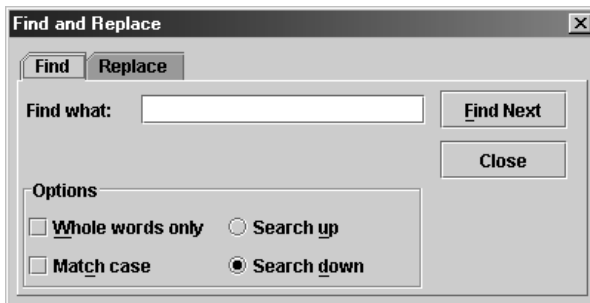 Find and Replace
Find Replace
Find what: Find Next
Close
Options
Whole words only Search up
Match case Search down